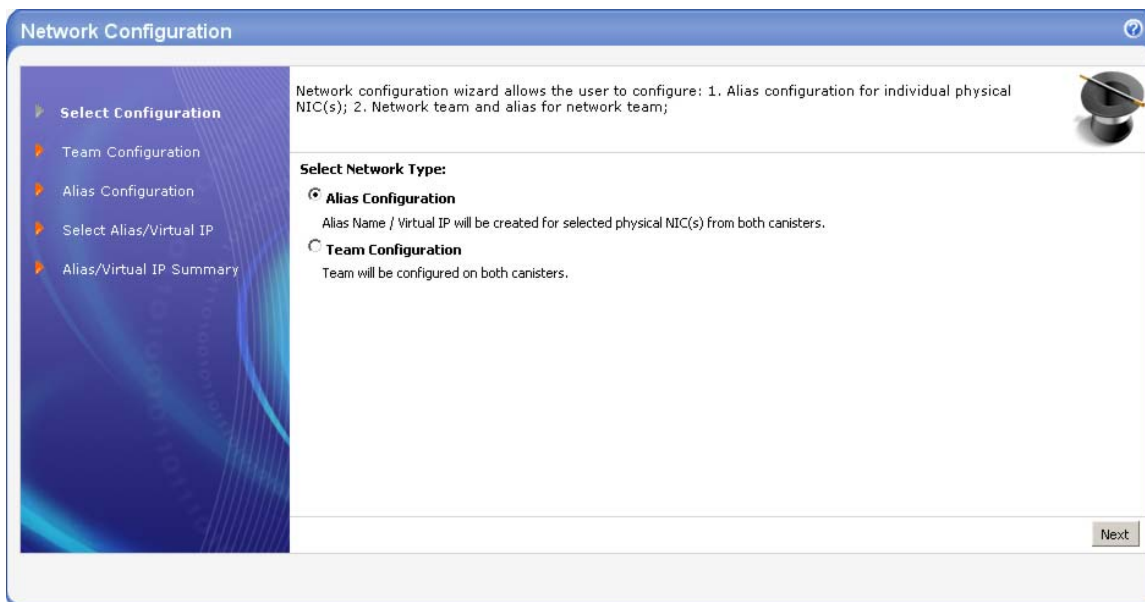 Network Configuration
?
Select Configuration
Team Configuration
Alias Configuration
Select Alias/Virtual IP
Alias/Virtual IP Summary
Network configuration wizard allows the user to configure: 1. Alias configuration for individual physical
NIC(s); 2. Network team and alias for network team;
Select Network Type:
Alias Configuration
Alias Name / Virtual IP will be created for selected physical NIC(s) from both canisters.
Team Configuration
Team will be configured on both canisters.
Next